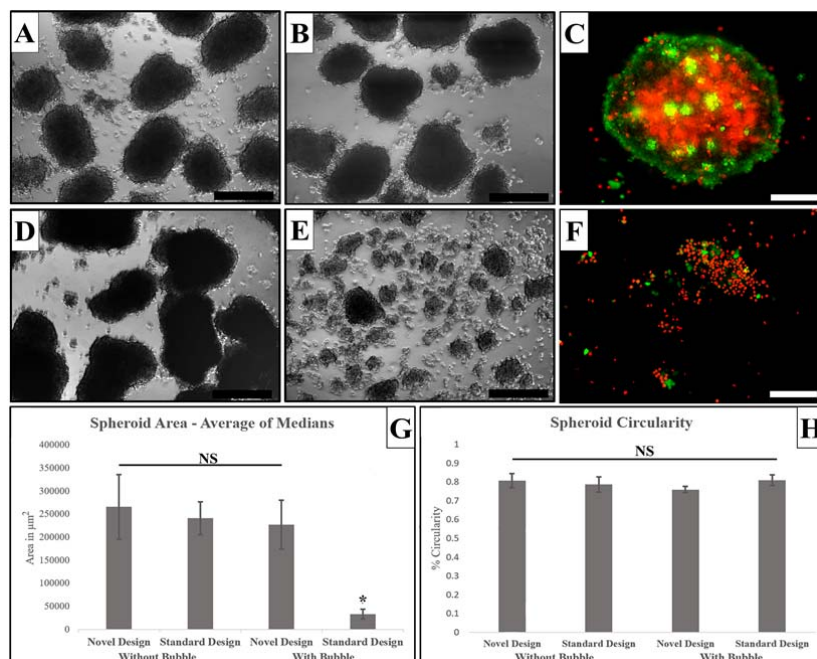 A
B
C
D
E
F
Spheroid Area - Average of Medians
G
NS
400000
350000
300000
250000
200000
150000
100000
50000
0
Area in µm²
*
Novel Design Standard Design Novel Design Standard Design
Without Bubble With Bubble
Spheroid Circularity
H
NS
1
0.9
0.8
0.7
0.6
0.5
0.4
0.3
0.2
0.1
0
% Circularity
Novel Design Standard Design Novel Design Standard Design
Without Bubble With Bubble